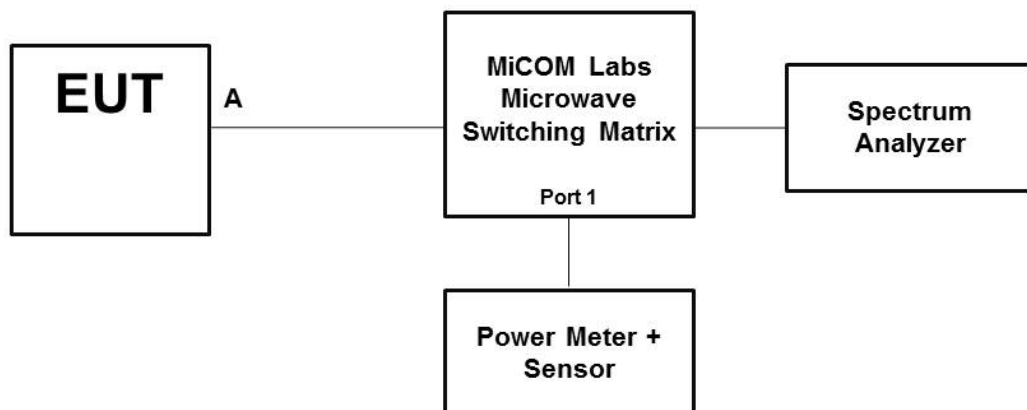 EUT
A
MiCOM Labs
Microwave
Switching Matrix
Port 1
Spectrum
Analyzer
Power Meter +
Sensor